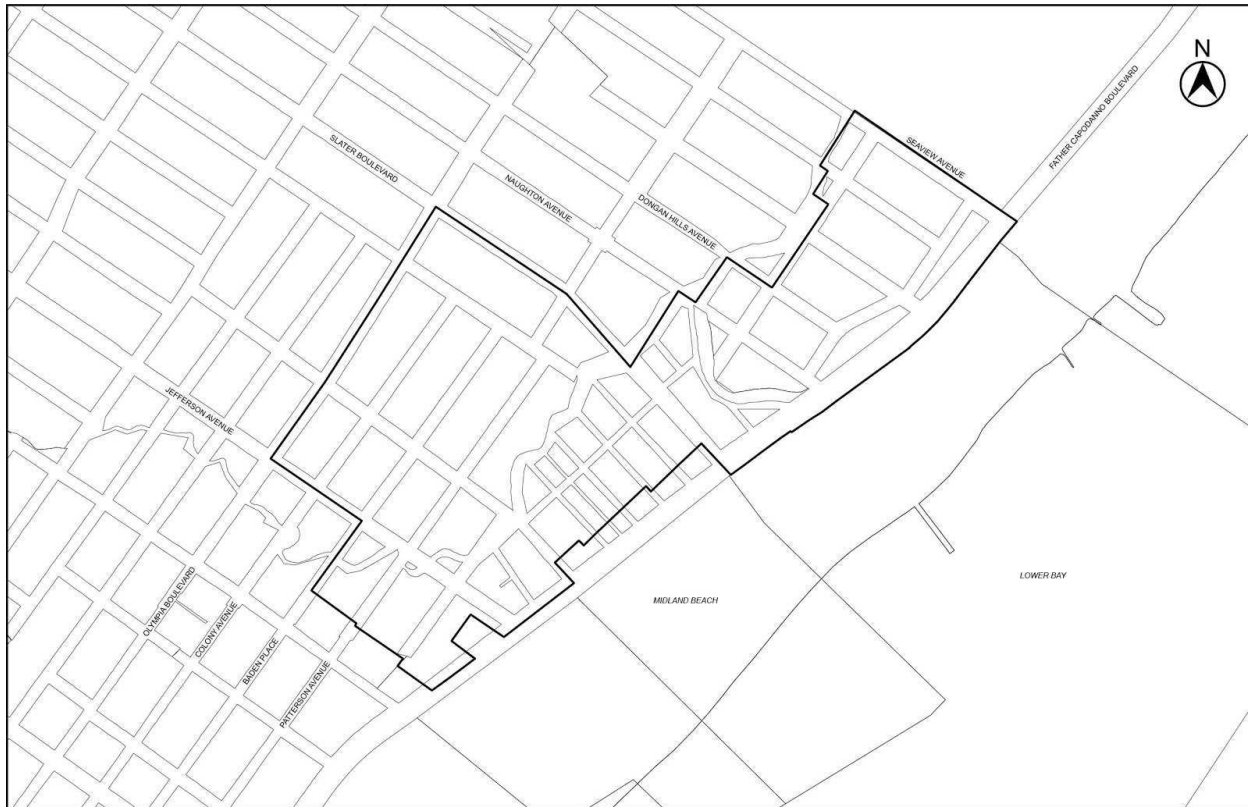 N
SEAVIEW AVENUE
FATHER CAPODANNO BOULEVARD
SLATER BOULEVARD
NAUGHTON AVENUE
DONGAN HILLS AVENUE
JEFFERSON AVENUE
OLYMPIA BOULEVARD
COLONY AVENUE
BADEN PLACE
PATTERSON AVENUE
MIDLAND BEACH
LOWER BAY